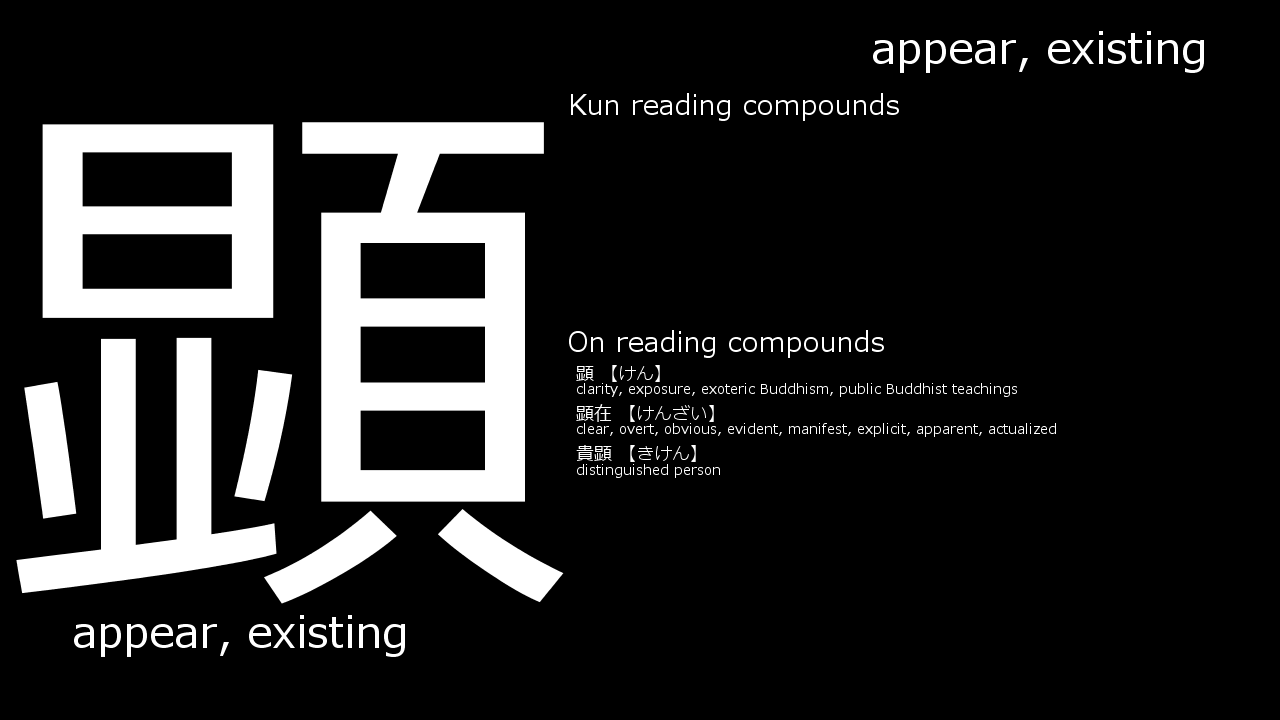 appear, existing
顕
Kun reading compounds
On reading compounds
顕 【けん】
clarity, exposure, exoteric Buddhism, public Buddhist teachings
顕在 【けんざい】
clear, overt, obvious, evident, manifest, explicit, apparent, actualized
貴顕 【きけん】
distinguished person
appear, existing